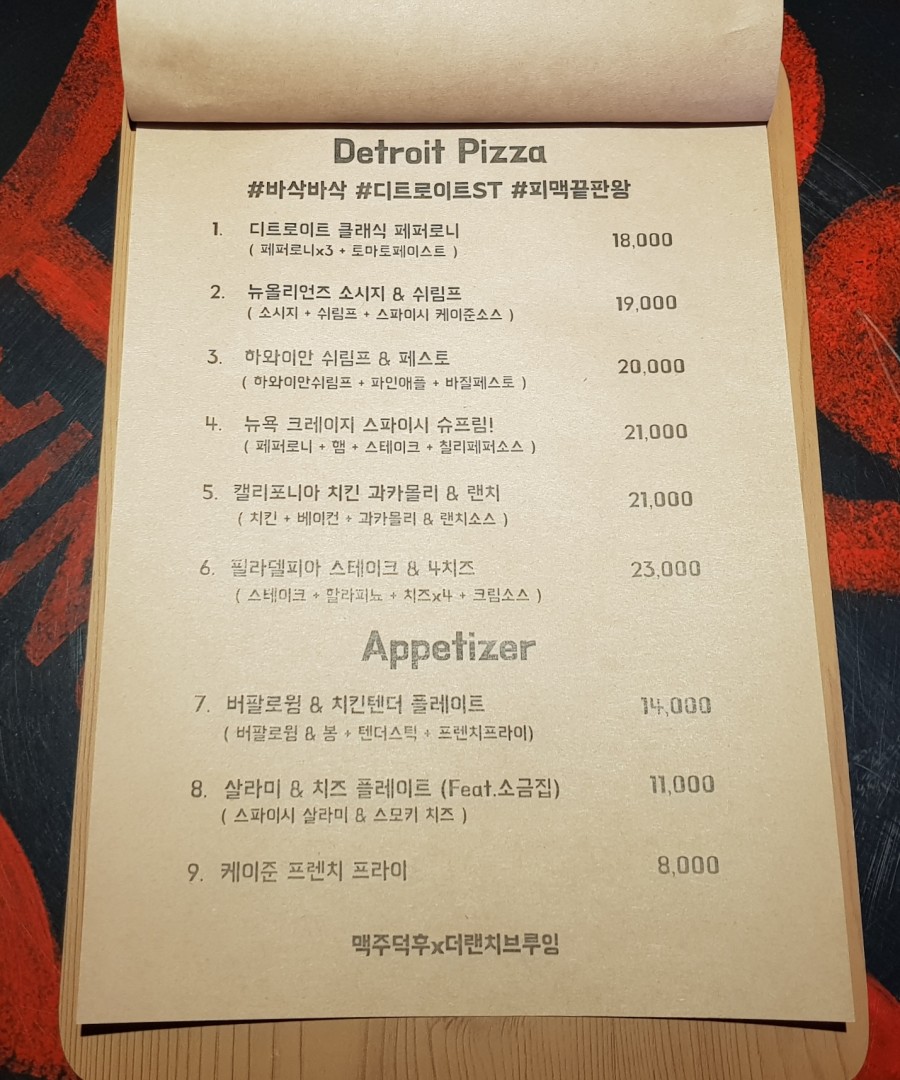 Detroit Pizza
#바삭바삭 #디트로이트ST #피맥끝판왕
1. 디트로이트 클래식 페퍼로니 18,000
( 페퍼로니x3 + 토마토페이스트 )
2. 뉴올리언즈 소시지 & 쉬림프 19,000
( 소시지 + 쉬림프 + 스파이시 케이준소스 )
3. 하와이안 쉬림프 & 페스토 20,000
( 하와이안쉬림프 + 파인애플 + 바질페스토 )
4. 뉴욕 크레이지 스파이시 슈프림! 21,000
( 페퍼로니 + 햄 + 스테이크 + 칠리페퍼소스 )
5. 캘리포니아 치킨 과카몰리 & 랜치 21,000
( 치킨 + 베이컨 + 과카몰리 & 랜치소스 )
6. 필라델피아 스테이크 & 4치즈 23,000
( 스테이크 + 할라피뇨 + 치즈x4 + 크림소스 )
Appetizer
7. 버팔로윙 & 치킨텐더 플레이트 14,000
( 버팔로윙 & 봉 + 텐더스틱 + 프렌치프라이)
8. 살라미 & 치즈 플레이트 (Feat.소금집) 11,000
( 스파이시 살라미 & 스모키 치즈 )
9. 케이준 프렌치 프라이 8,000
맥주덕후x더랜치브루잉